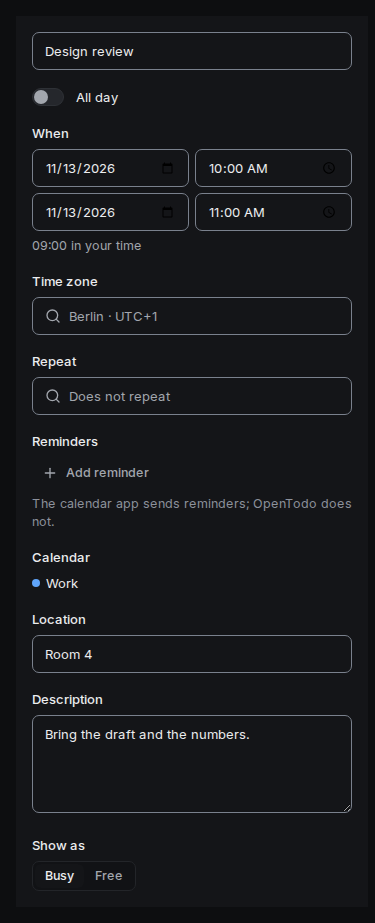 Design review
All day
When
11/13/2026 10:00 AM
11/13/2026 11:00 AM
09:00 in your time
Time zone
Berlin · UTC+1
Repeat
Does not repeat
Reminders
Add reminder
The calendar app sends reminders; OpenTodo does
not.
Calendar
Work
Location
Room 4
Description
Bring the draft and the numbers.
Show as
Busy Free